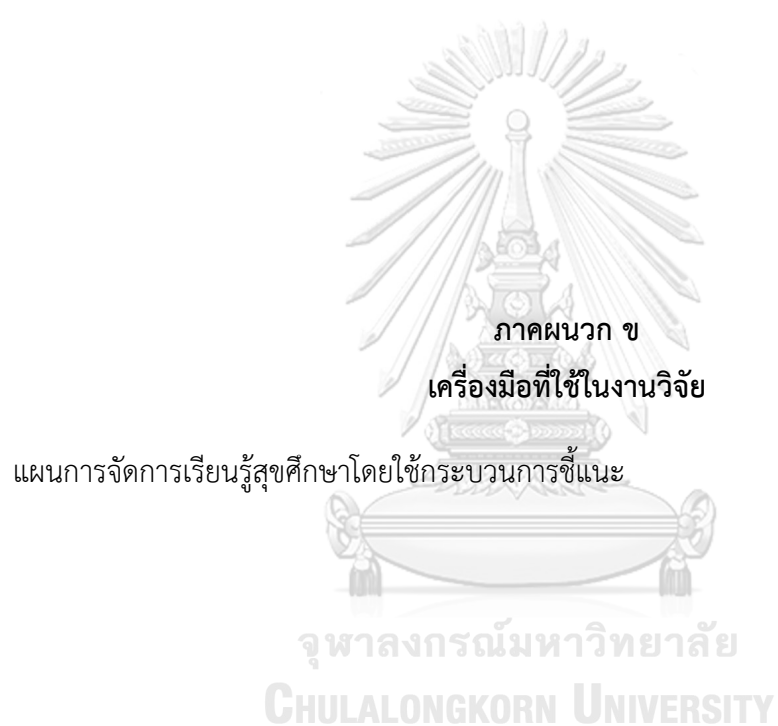 ภาคผนวก ข
เครื่องมือที่ใช้ในงานวิจัย
แผนการจัดการเรียนรู้สุขศึกษาโดยใช้กระบวนการชี้แนะ
จุฬาลงกรณ์มหาวิทยาลัย
CHULALONGKORN UNIVERSITY